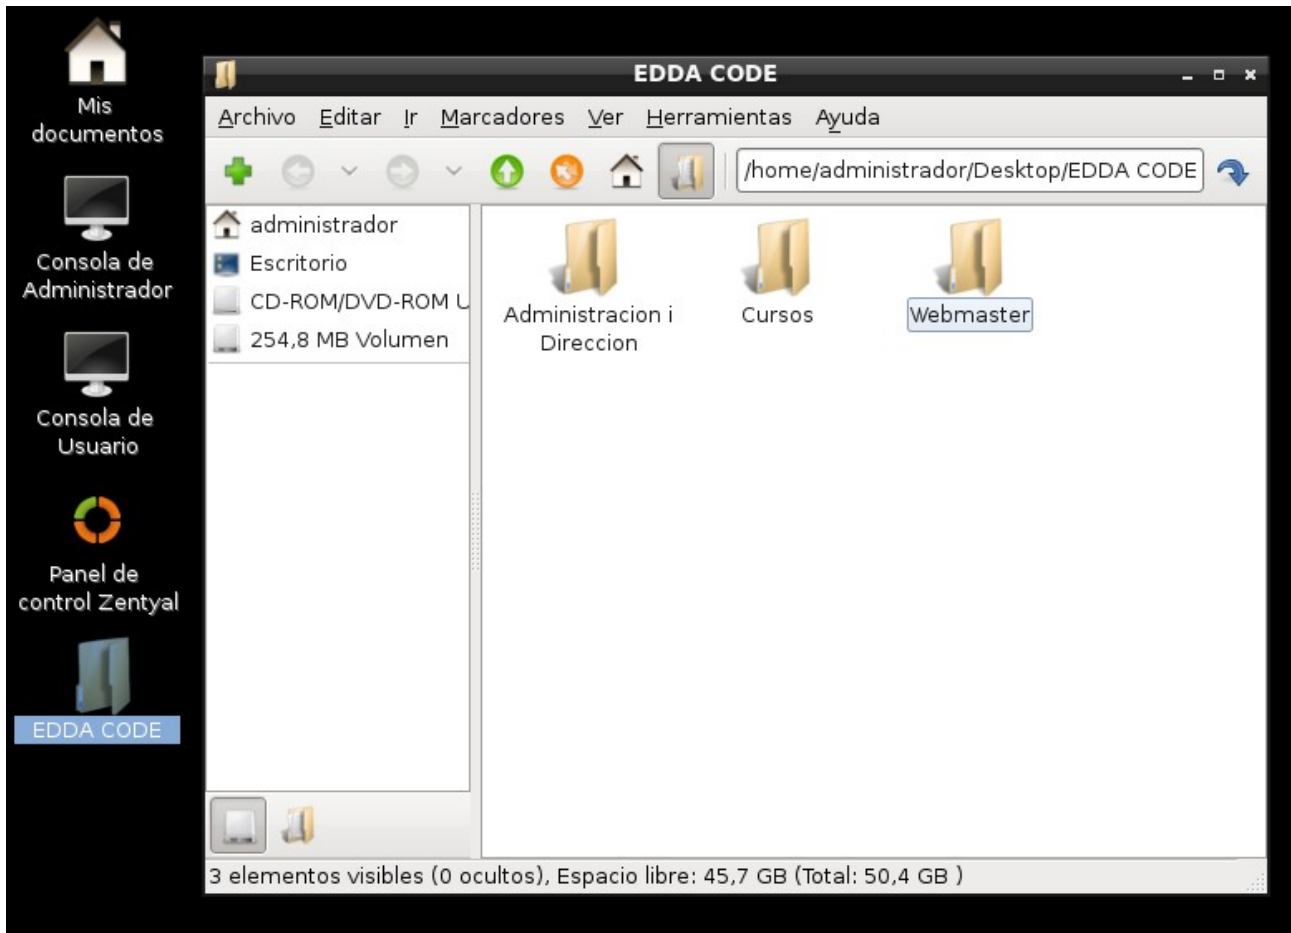 Mis
documentos
Consola de
Administrador
Consola de
Usuario
Panel de
control Zentyal
EDDA CODE
EDDA CODE
Archivo Editar Ir Marcadores Ver Herramientas Ayuda
/home/administrador/Desktop/EDDA CODE
administrador
Escritorio
CD-ROM/DVD-ROM U
254,8 MB Volumen
Administracion i
Direccion
Cursos
Webmaster
3 elementos visibles (0 ocultos), Espacio libre: 45,7 GB (Total: 50,4 GB )